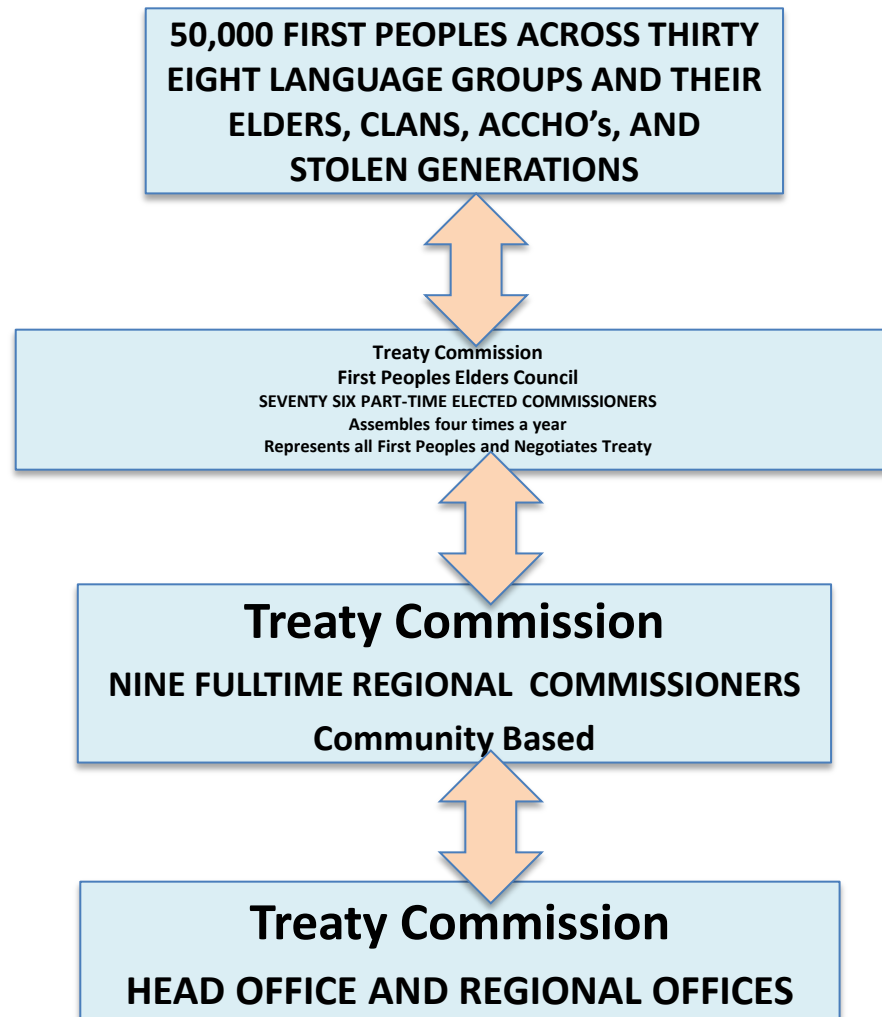 50,000 FIRST PEOPLES ACROSS THIRTY
EIGHT LANGUAGE GROUPS AND THEIR
ELDERS, CLANS, ACCHO's, AND
STOLEN GENERATIONS
Treaty Commission
First Peoples Elders Council
SEVENTY SIX PART-TIME ELECTED COMMISSIONERS
Assembles four times a year
Represents all First Peoples and Negotiates Treaty
Treaty Commission
NINE FULLTIME REGIONAL COMMISSIONERS
Community Based
Treaty Commission
HEAD OFFICE AND REGIONAL OFFICES